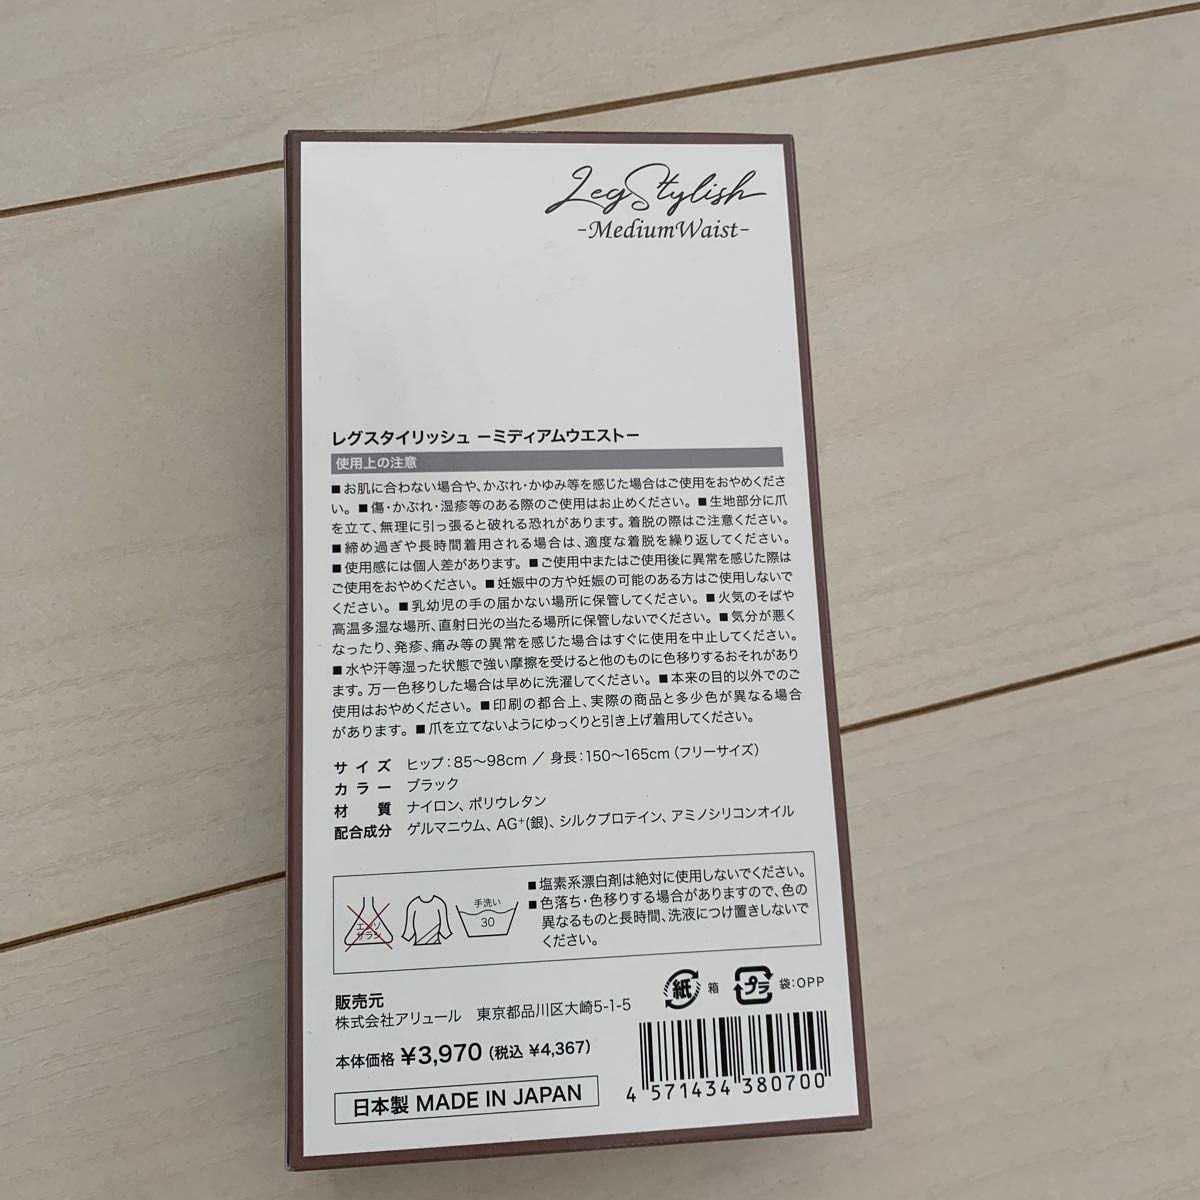 LegStylish
-MediumWaist-
レグスタイリッシュ －ミディアムウエスト－
使用上の注意
■お肌に合わない場合や、かぶれ・かゆみ等を感じた場合はご使用をおやめくださ
い。■傷・かぶれ・湿疹等のある際のご使用はお止めください。■生地部分に爪
を立て、無理に引っ張ると破れる恐れがあります。着脱の際はご注意ください。
■締め過ぎや長時間着用される場合は、適度な着脱を繰り返してください。
■使用感には個人差があります。■ご使用中またはご使用後に異常を感じた際は
ご使用をおやめください。■妊娠中の方や妊娠の可能のある方はご使用しないで
ください。■乳幼児の手の届かない場所に保管してください。■火気のそばや
高温多湿な場所、直射日光の当たる場所に保管しないでください。■気分が悪く
なったり、発疹、痛み等の異常を感じた場合はすぐに使用を中止してください。
■水や汗等湿った状態で強い摩擦を受けると他のものに色移りするおそれがあり
ます。万一色移りした場合は早めに洗濯してください。■本来の目的以外でのご
使用はおやめください。■印刷の都合上、実際の商品と多少色が異なる場合
があります。■爪を立てないようにゆっくりと引き上げ着用してください。
サイズ ヒップ：85〜98cm ／ 身長：150〜165cm（フリーサイズ）
カラー ブラック
材質 ナイロン、ポリウレタン
配合成分 ゲルマニウム、AG⁺(銀)、シルクプロテイン、アミノシリコンオイル
エンソ
サラシ
手洗い
30
■塩素系漂白剤は絶対に使用しないでください。
■色落ち・色移りする場合がありますので、色の
異なるものと長時間、洗液につけ置きしないで
ください。
紙 箱 プラ 袋：OPP
販売元
株式会社アリュール 東京都品川区大崎5-1-5
本体価格 ¥3,970 (税込 ¥4,367)
日本製 MADE IN JAPAN
4 571434 380700